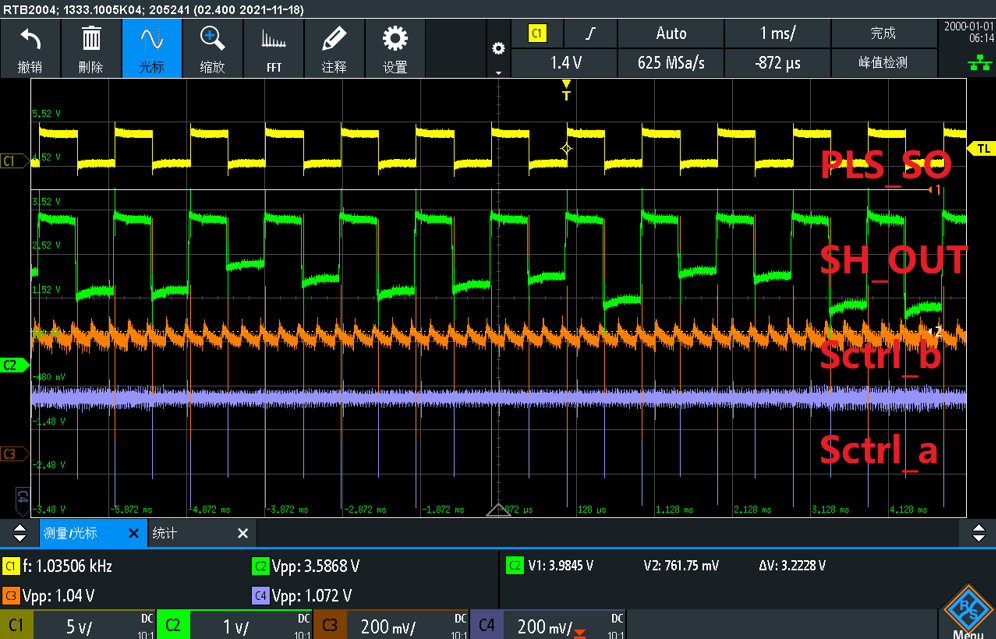 RTB2004; 1333.1005K04; 205241 (02.400 2021-11-18)
撤销 删除 光标 缩放 FFT 注释 设置
C1 Auto 1 ms/ 完成
1.4 V 625 MSa/s -872 µs 峰值检测
2000-01-01
06:14
T
5.52 V
C1 4.52 V
TL
PLS_SO
1
3.52 V
2.52 V
SH_OUT
1.52 V
2
Sctrl_b
C2
-480 mV
-1.48 V
Sctrl_a
C3
-2.48 V
C4
-3.48 V -5.872 ms -4.872 ms -3.872 ms -2.872 ms -1.872 ms -872 µs 128 µs 1.128 ms 2.128 ms 3.128 ms 4.128 ms
测量/光标 × 统计 ×
C1 f: 1.03506 kHz C2 Vpp: 3.5868 V C2 V1: 3.9845 V V2: 761.75 mV ΔV: 3.2228 V
C3 Vpp: 1.04 V C4 Vpp: 1.072 V
C1 5 V/ DC 10:1 C2 1 V/ DC 10:1 C3 200 mV/ DC 10:1 C4 200 mV/ DC 10:1
R&S
Menu